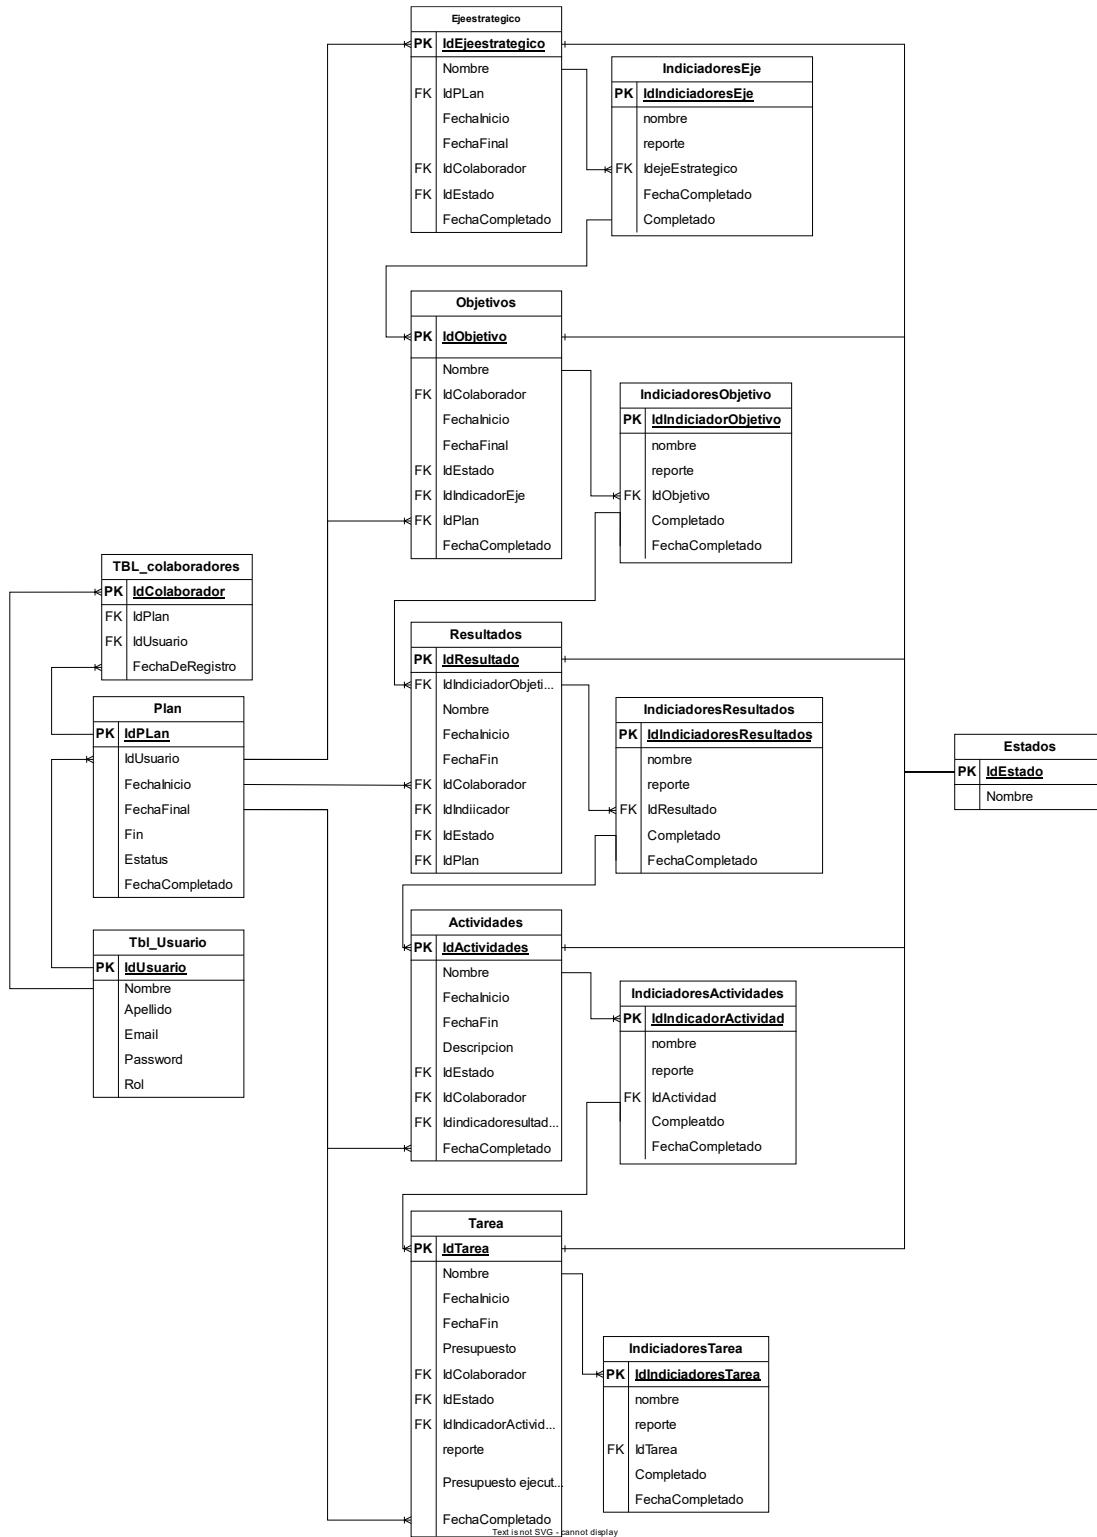 Ejeestrategico
PK IdEjeestrategico
Nombre
FK IdPLan
FechaInicio
FechaFinal
FK IdColaborador
FK IdEstado
FechaCompletado
IndiciadoresEje
PK IdIndiciadoresEje
nombre
reporte
FK IdejeEstrategico
FechaCompletado
Completado
Objetivos
PK IdObjetivo
Nombre
FK IdColaborador
FechaInicio
FechaFinal
FK IdEstado
FK IdIndicadorEje
FK IdPlan
FechaCompletado
IndiciadoresObjetivo
PK IdIndiciadorObjetivo
nombre
reporte
FK IdObjetivo
Completado
FechaCompletado
TBL_colaboradores
PK IdColaborador
FK IdPlan
FK IdUsuario
FechaDeRegistro
Plan
PK IdPLan
IdUsuario
FechaInicio
FechaFinal
Fin
Estatus
FechaCompletado
Tbl_Usuario
PK IdUsuario
Nombre
Apellido
Email
Password
Rol
Resultados
PK IdResultado
FK IdIndiciadorObjeti...
Nombre
FechaInicio
FechaFin
FK IdColaborador
FK IdIndiicador
FK IdEstado
FK IdPlan
IndiciadoresResultados
PK IdIndiciadoresResultados
nombre
reporte
FK IdResultado
Completado
FechaCompletado
Estados
PK IdEstado
Nombre
Actividades
PK IdActividades
Nombre
FechaInicio
FechaFin
Descripcion
FK IdEstado
FK IdColaborador
FK Idindicadoresultad...
FechaCompletado
IndiciadoresActividades
PK IdIndicadorActividad
nombre
reporte
FK IdActividad
Compleatdo
FechaCompletado
Tarea
PK IdTarea
Nombre
FechaInicio
FechaFin
Presupuesto
FK IdColaborador
FK IdEstado
FK IdIndicadorActivid...
reporte
Presupuesto ejecut...
FechaCompletado
IndiciadoresTarea
PK IdIndiciadoresTarea
nombre
reporte
FK IdTarea
Completado
FechaCompletado
Text is not SVG - cannot display